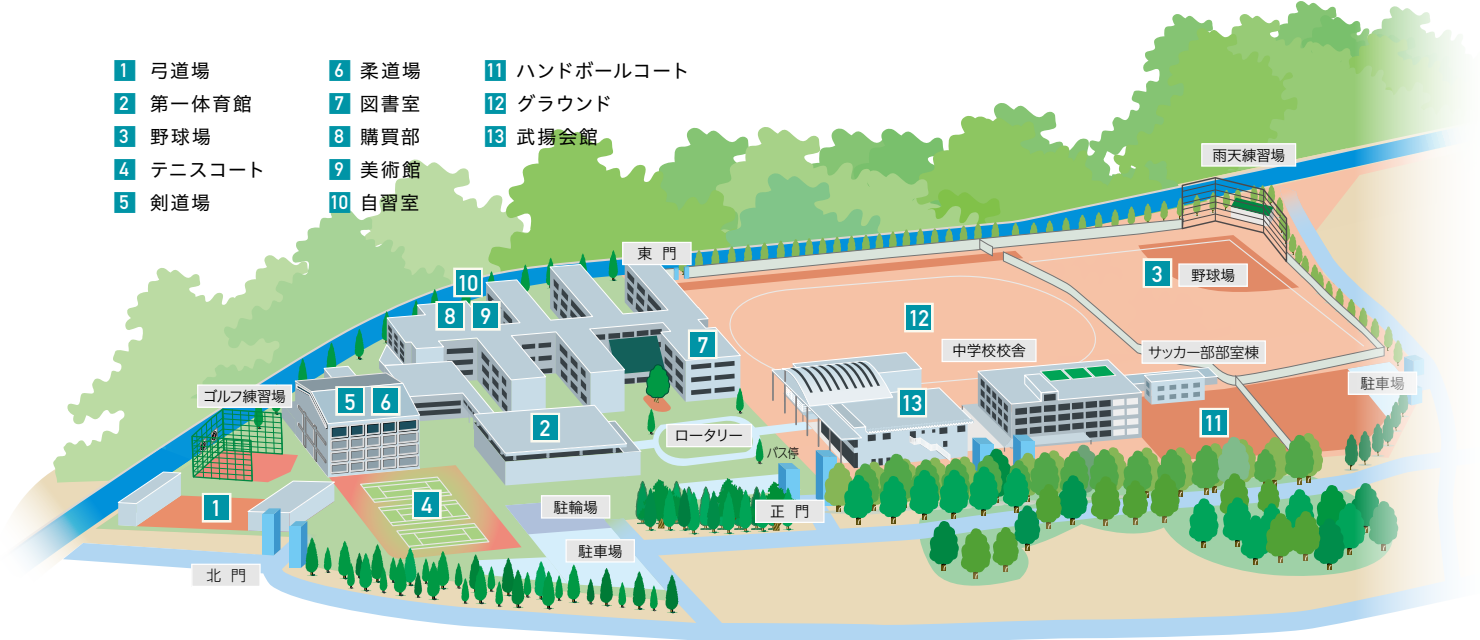 1 弓道場
2 第一体育館
3 野球場
4 テニスコート
5 剣道場
6 柔道場
7 図書室
8 購買部
9 美術館
10 自習室
11 ハンドボールコート
12 グラウンド
13 武揚会館
雨天練習場
東門
10
3 野球場
8 9
12
7
中学校校舎
サッカー部部室棟
駐車場
ゴルフ練習場
5 6
13
11
2
ロータリー
バス停
4
1
駐輪場
正門
駐車場
北門